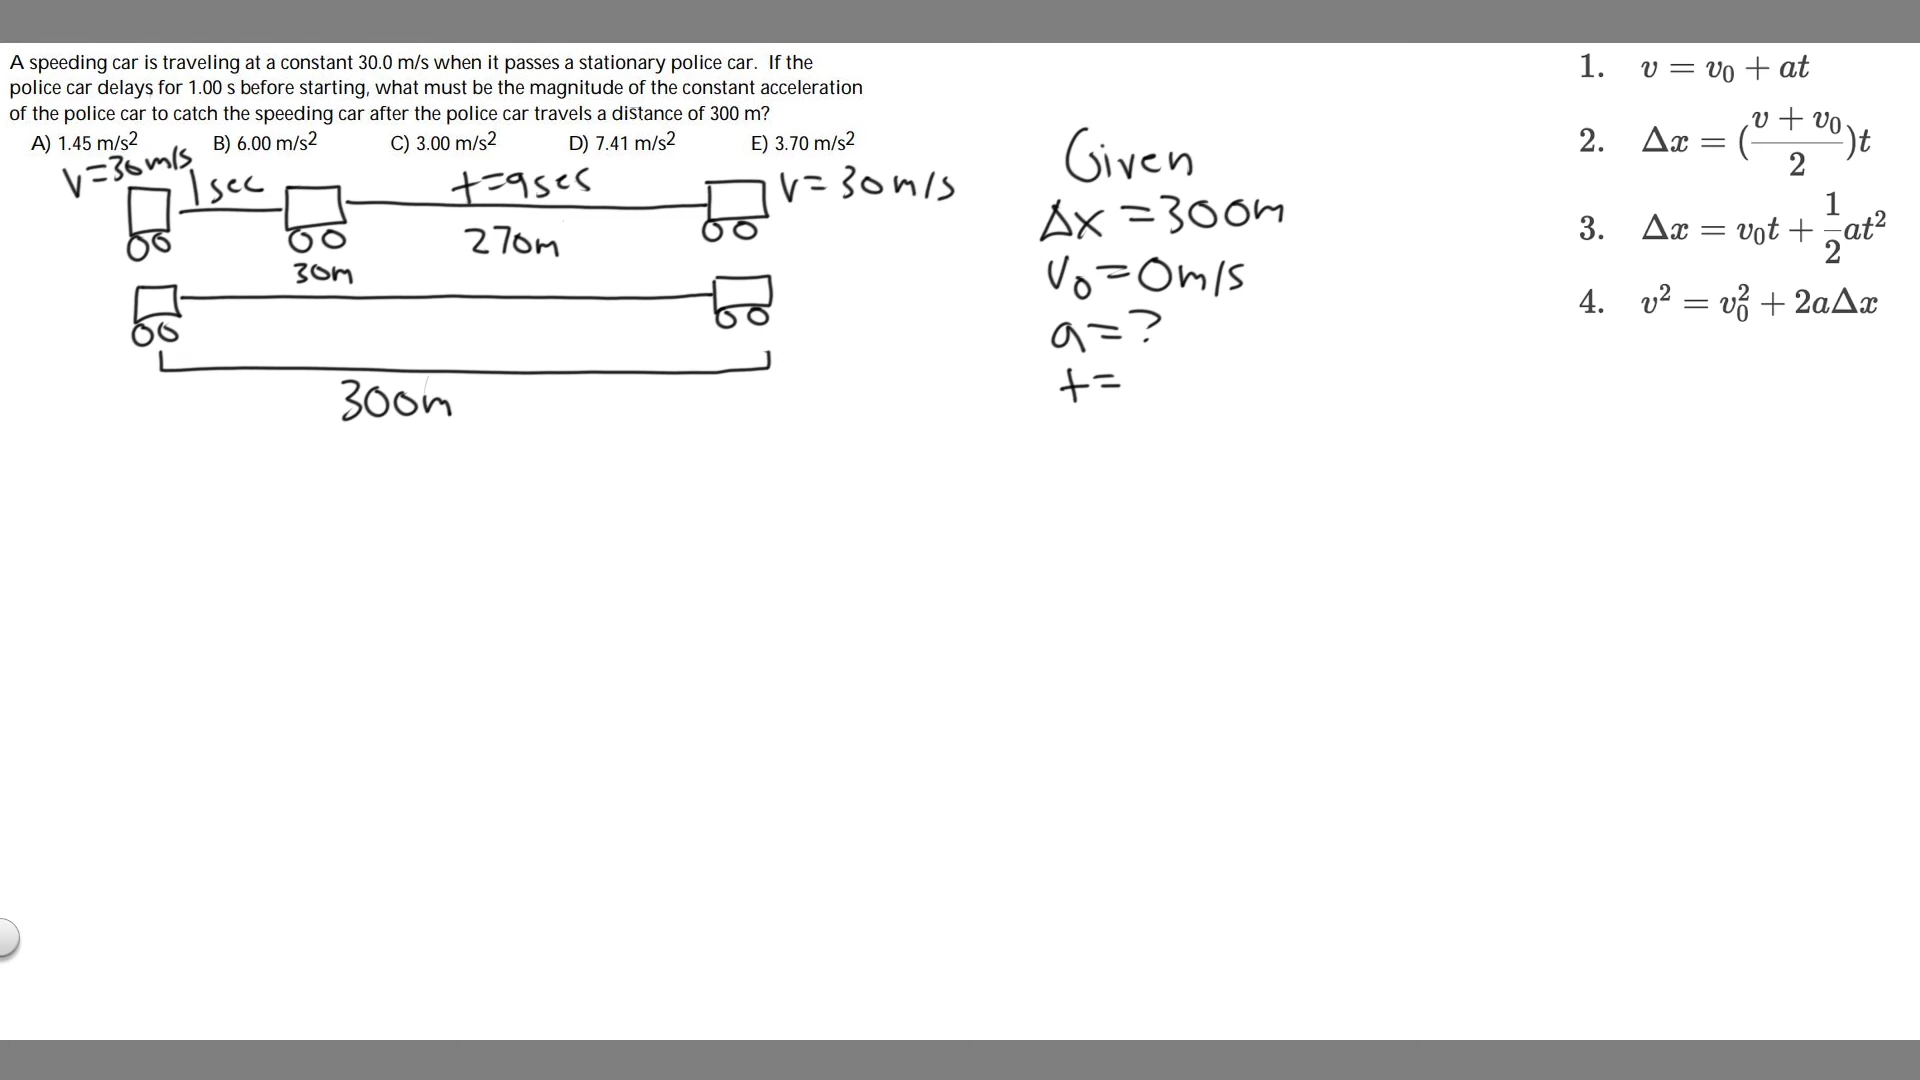 A speeding car is traveling at a constant 30.0 m/s when it passes a stationary police car. If the
police car delays for 1.00 s before starting, what must be the magnitude of the constant acceleration
of the police car to catch the speeding car after the police car travels a distance of 300 m?
A) 1.45 m/s² B) 6.00 m/s² C) 3.00 m/s² D) 7.41 m/s² E) 3.70 m/s²
V=30m/s
1 sec
t=9secs
V=30m/s
30m
270m
300m
Given
Δx=300m
V₀=0m/s
a=?
t=
1. v = v₀ + at
2. Δx = ((v + v₀)/2)t
3. Δx = v₀t + 1/2 at²
4. v² = v₀² + 2aΔx